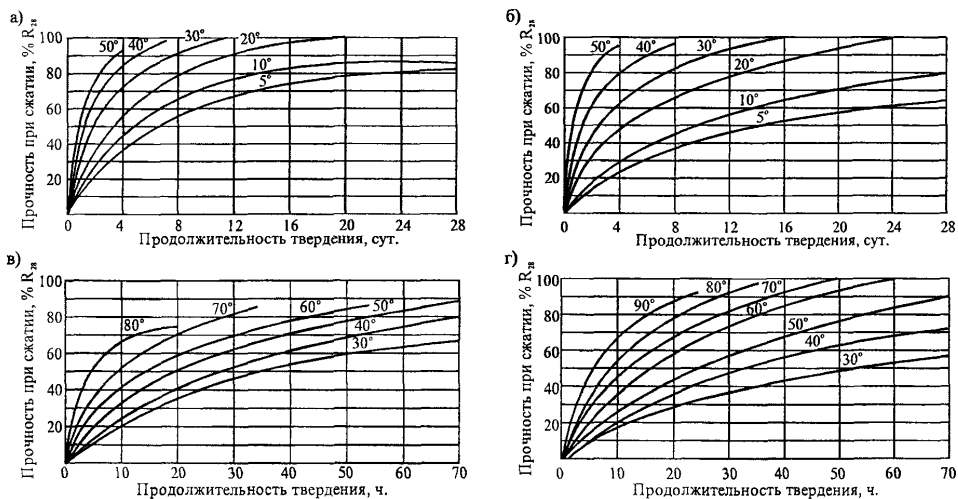 а)
Прочность при сжатии, % R28
100
80
60
40
20
50° 40° 30° 20°
10°
5°
0 4 8 12 16 20 24 28
Продолжительность твердения, сут.
б)
Прочность при сжатии, % R28
100
80
60
40
20
50° 40° 30°
20°
10°
5°
0 4 8 12 16 20 24 28
Продолжительность твердения, сут.
в)
Прочность при сжатии, % R28
100
80
60
40
20
80° 70° 60° 50°
40°
30°
0 10 20 30 40 50 60 70
Продолжительность твердения, ч.
г)
Прочность при сжатии, % R28
100
80
60
40
20
90° 80° 70°
60°
50°
40°
30°
0 10 20 30 40 50 60 70
Продолжительность твердения, ч.